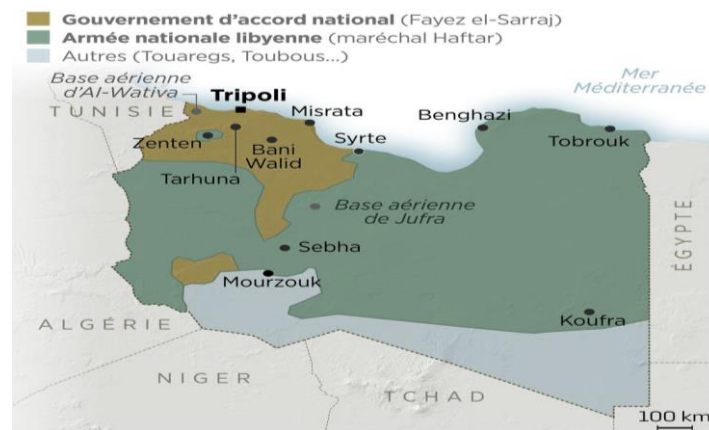 Gouvernement d'accord national (Fayez el-Sarraj)
Armée nationale libyenne (maréchal Haftar)
Autres (Touaregs, Toubous...)
Base aérienne
d'Al-Wativa
Tripoli
Mer
Méditerranée
TUNISIE
Misrata
Benghazi
Zenten
Bani
Walid
Syrte
Tobrouk
Tarhuna
Base aérienne
de Jufra
ÉGYPTE
Sebha
Mourzouk
Koufra
ALGÉRIE
NIGER
TCHAD
100 km